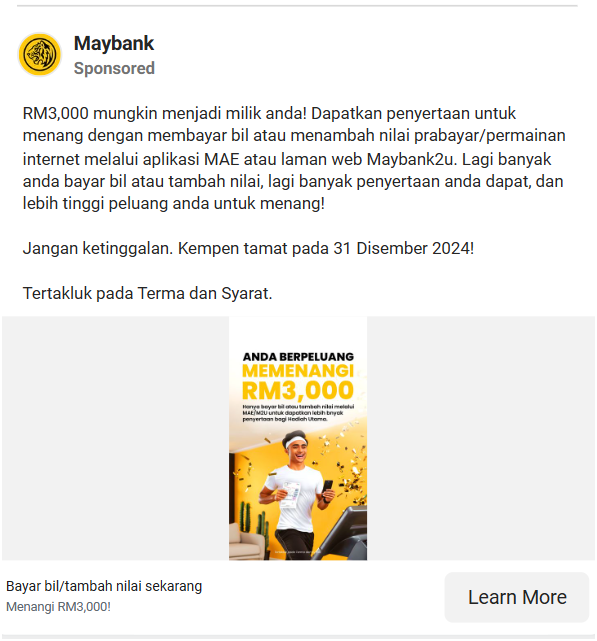 Maybank
Sponsored
RM3,000 mungkin menjadi milik anda! Dapatkan penyertaan untuk
menang dengan membayar bil atau menambah nilai prabayar/permainan
internet melalui aplikasi MAE atau laman web Maybank2u. Lagi banyak
anda bayar bil atau tambah nilai, lagi banyak penyertaan anda dapat, dan
lebih tinggi peluang anda untuk menang!
Jangan ketinggalan. Kempen tamat pada 31 Disember 2024!
Tertakluk pada Terma dan Syarat.
ANDA BERPELUANG
MEMENANGI
RM3,000
Hanya bayar bil atau tambah nilai melalui
MAE/M2U untuk dapatkan lebih bnyak
penyertaan bagi Hadiah Utama.
Bayar bil/tambah nilai sekarang
Menangi RM3,000!
Learn More